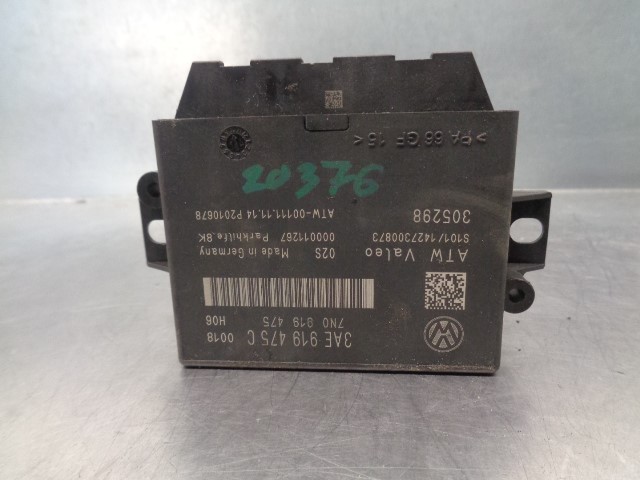 3AE 919 475 C
0018
7N0 919 475
H06
ATW Valeo
02S Made in Germany
S101/1427300873
000011267 Parkhilfe.8K
305298
ATW-00111.11.14 P2010678
20376
>PA 66 GF 15<